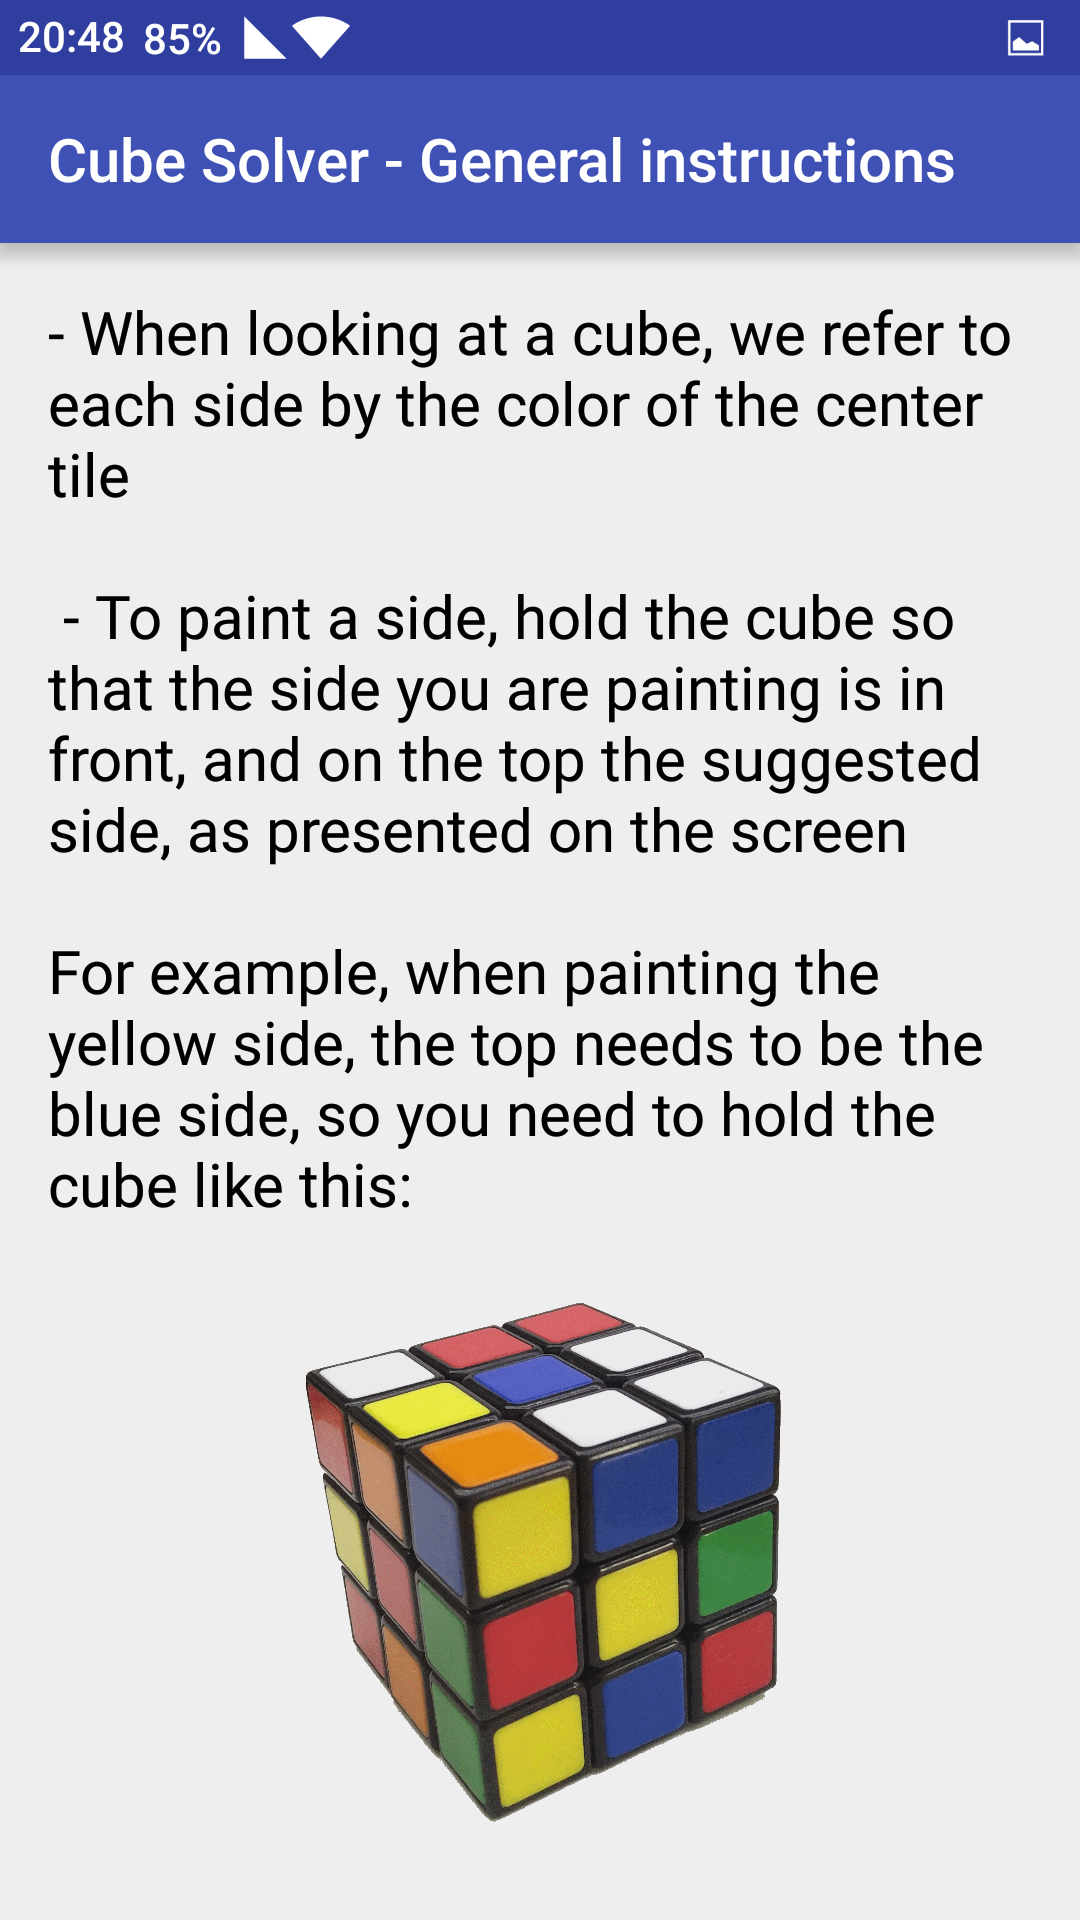 20:48 85%
Cube Solver - General instructions
- When looking at a cube, we refer to
each side by the color of the center
tile
- To paint a side, hold the cube so
that the side you are painting is in
front, and on the top the suggested
side, as presented on the screen
For example, when painting the
yellow side, the top needs to be the
blue side, so you need to hold the
cube like this: